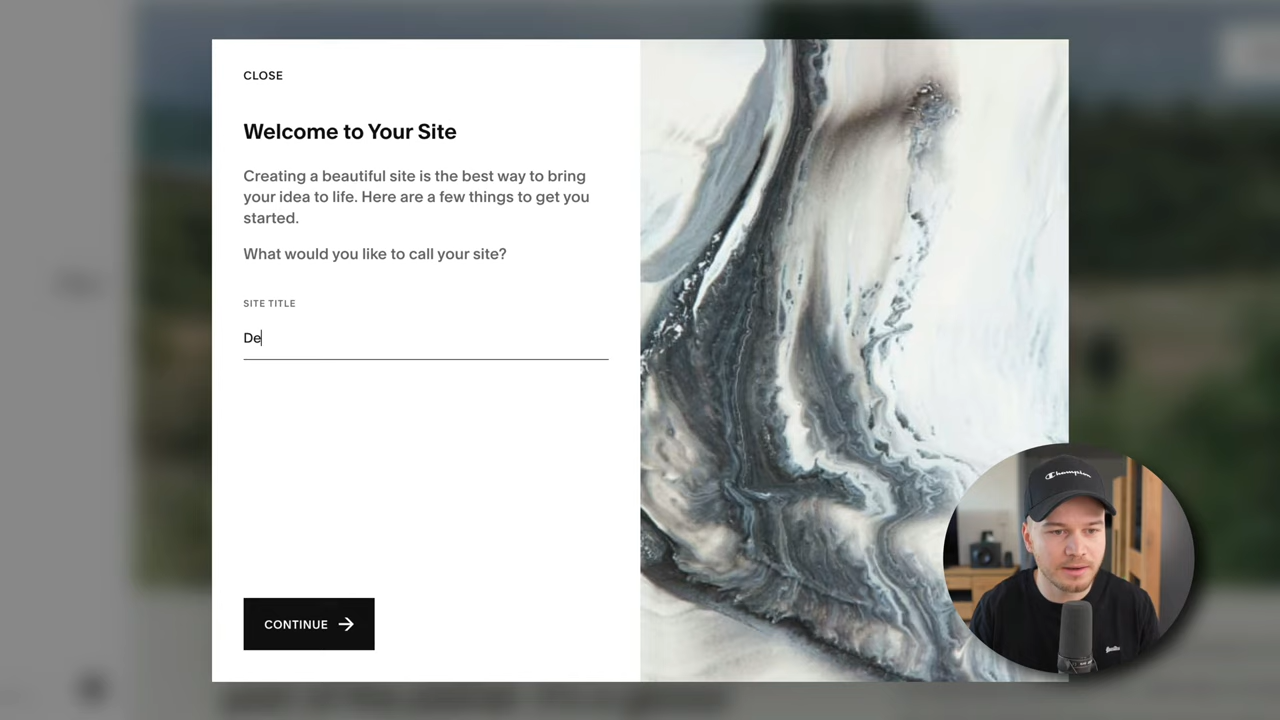 CLOSE
Welcome to Your Site
Creating a beautiful site is the best way to bring
your idea to life. Here are a few things to get you
started.
What would you like to call your site?
SITE TITLE
De
CONTINUE
Champion